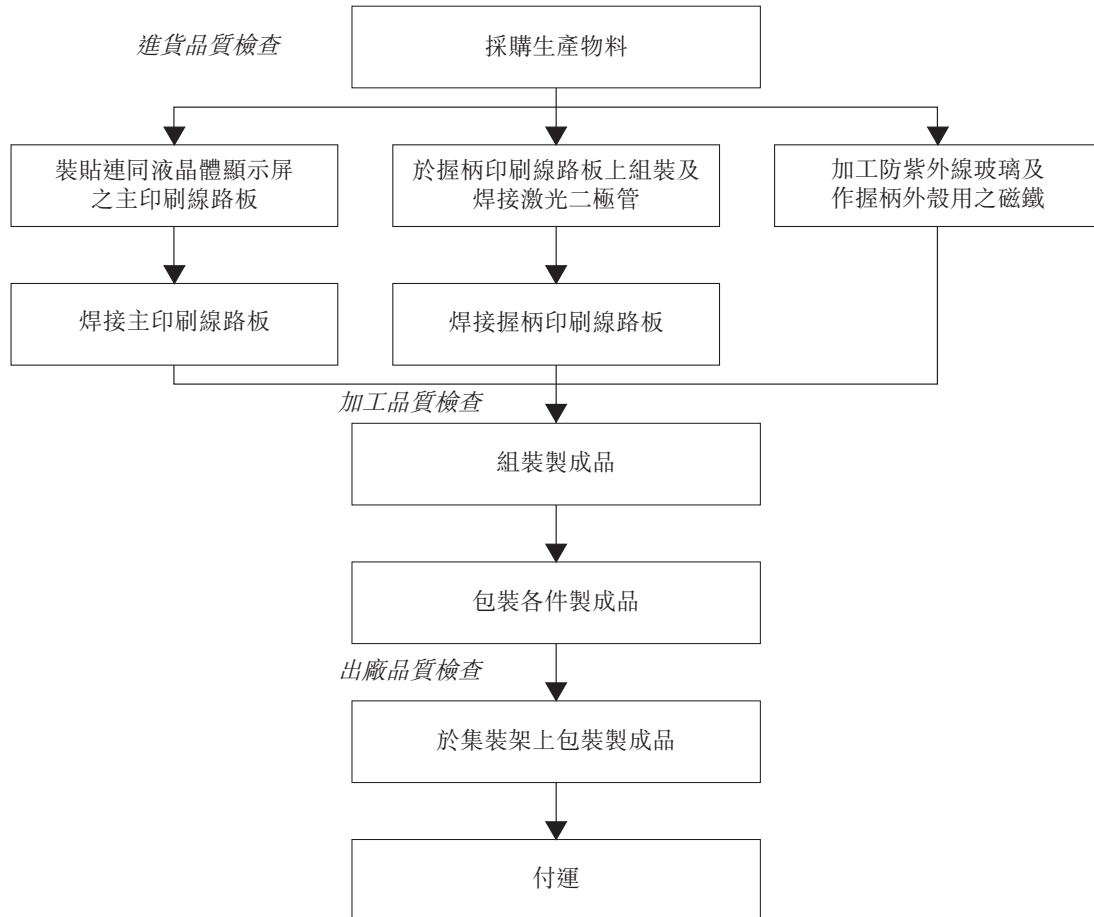 進貨品質檢查
採購生產物料
裝貼連同液晶體顯示屏
之主印刷線路板
於握柄印刷線路板上組裝及
焊接激光二極管
加工防紫外線玻璃及
作握柄外殼用之磁鐵
焊接主印刷線路板
焊接握柄印刷線路板
加工品質檢查
組裝製成品
包裝各件製成品
出廠品質檢查
於集裝架上包裝製成品
付運